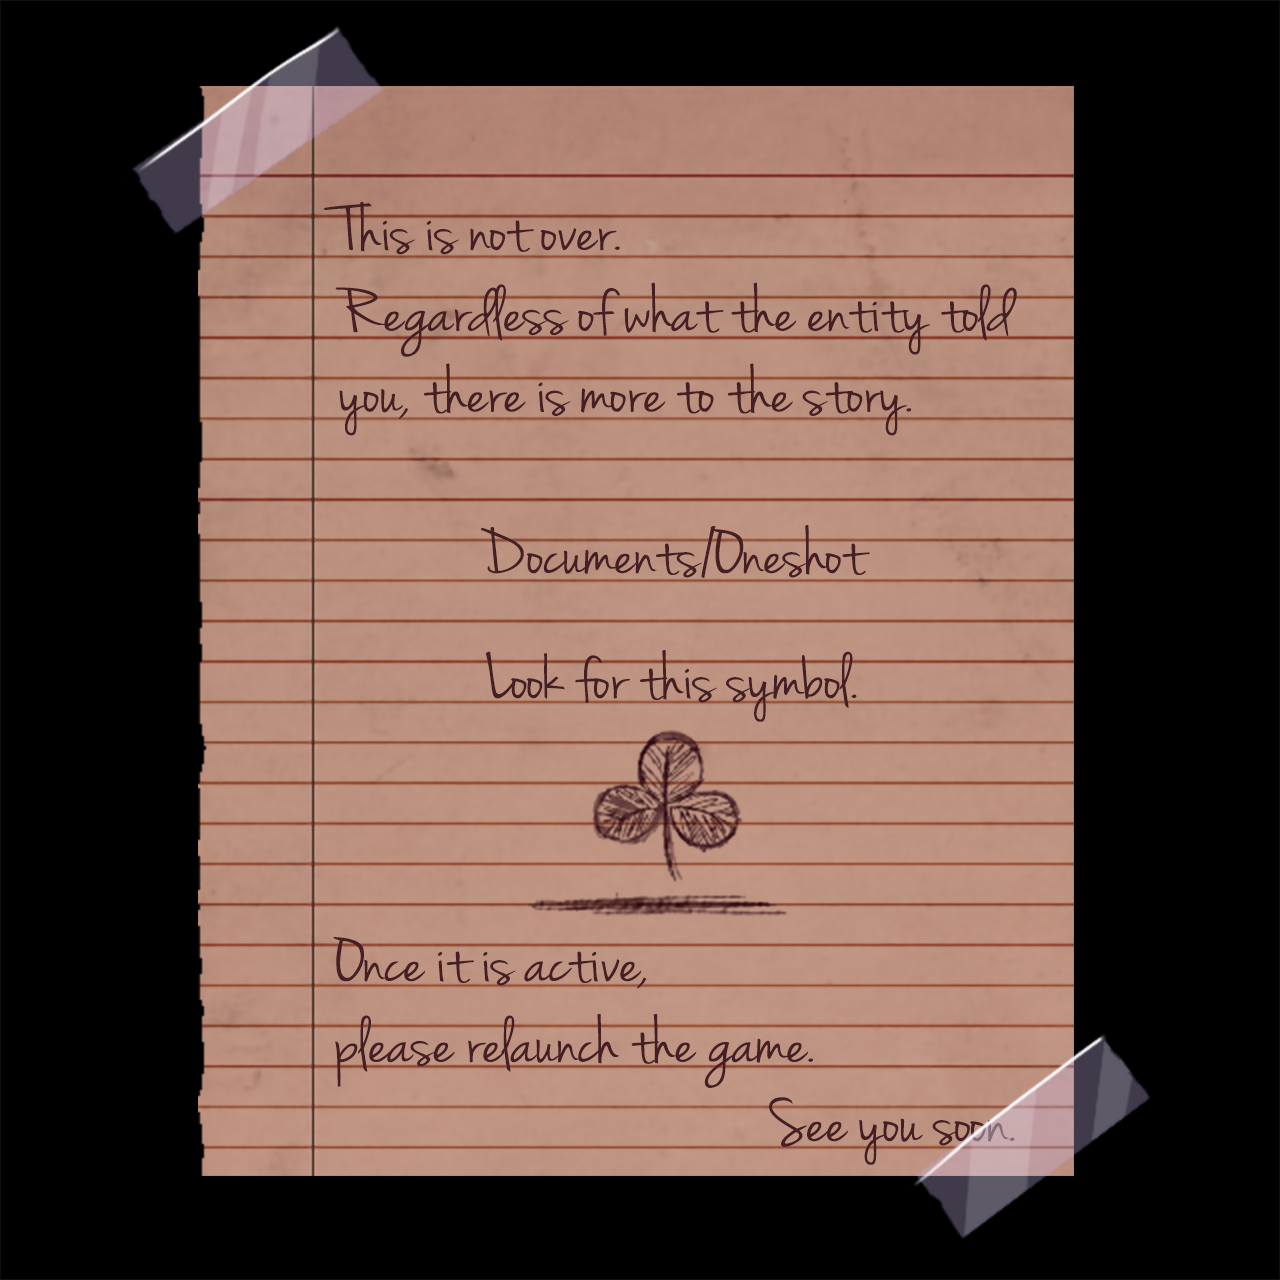 This is not over.
Regardless of what the entity told
you, there is more to the story.
Documents/Oneshot
Look for this symbol.
Once it is active,
please relaunch the game.
See you soon.